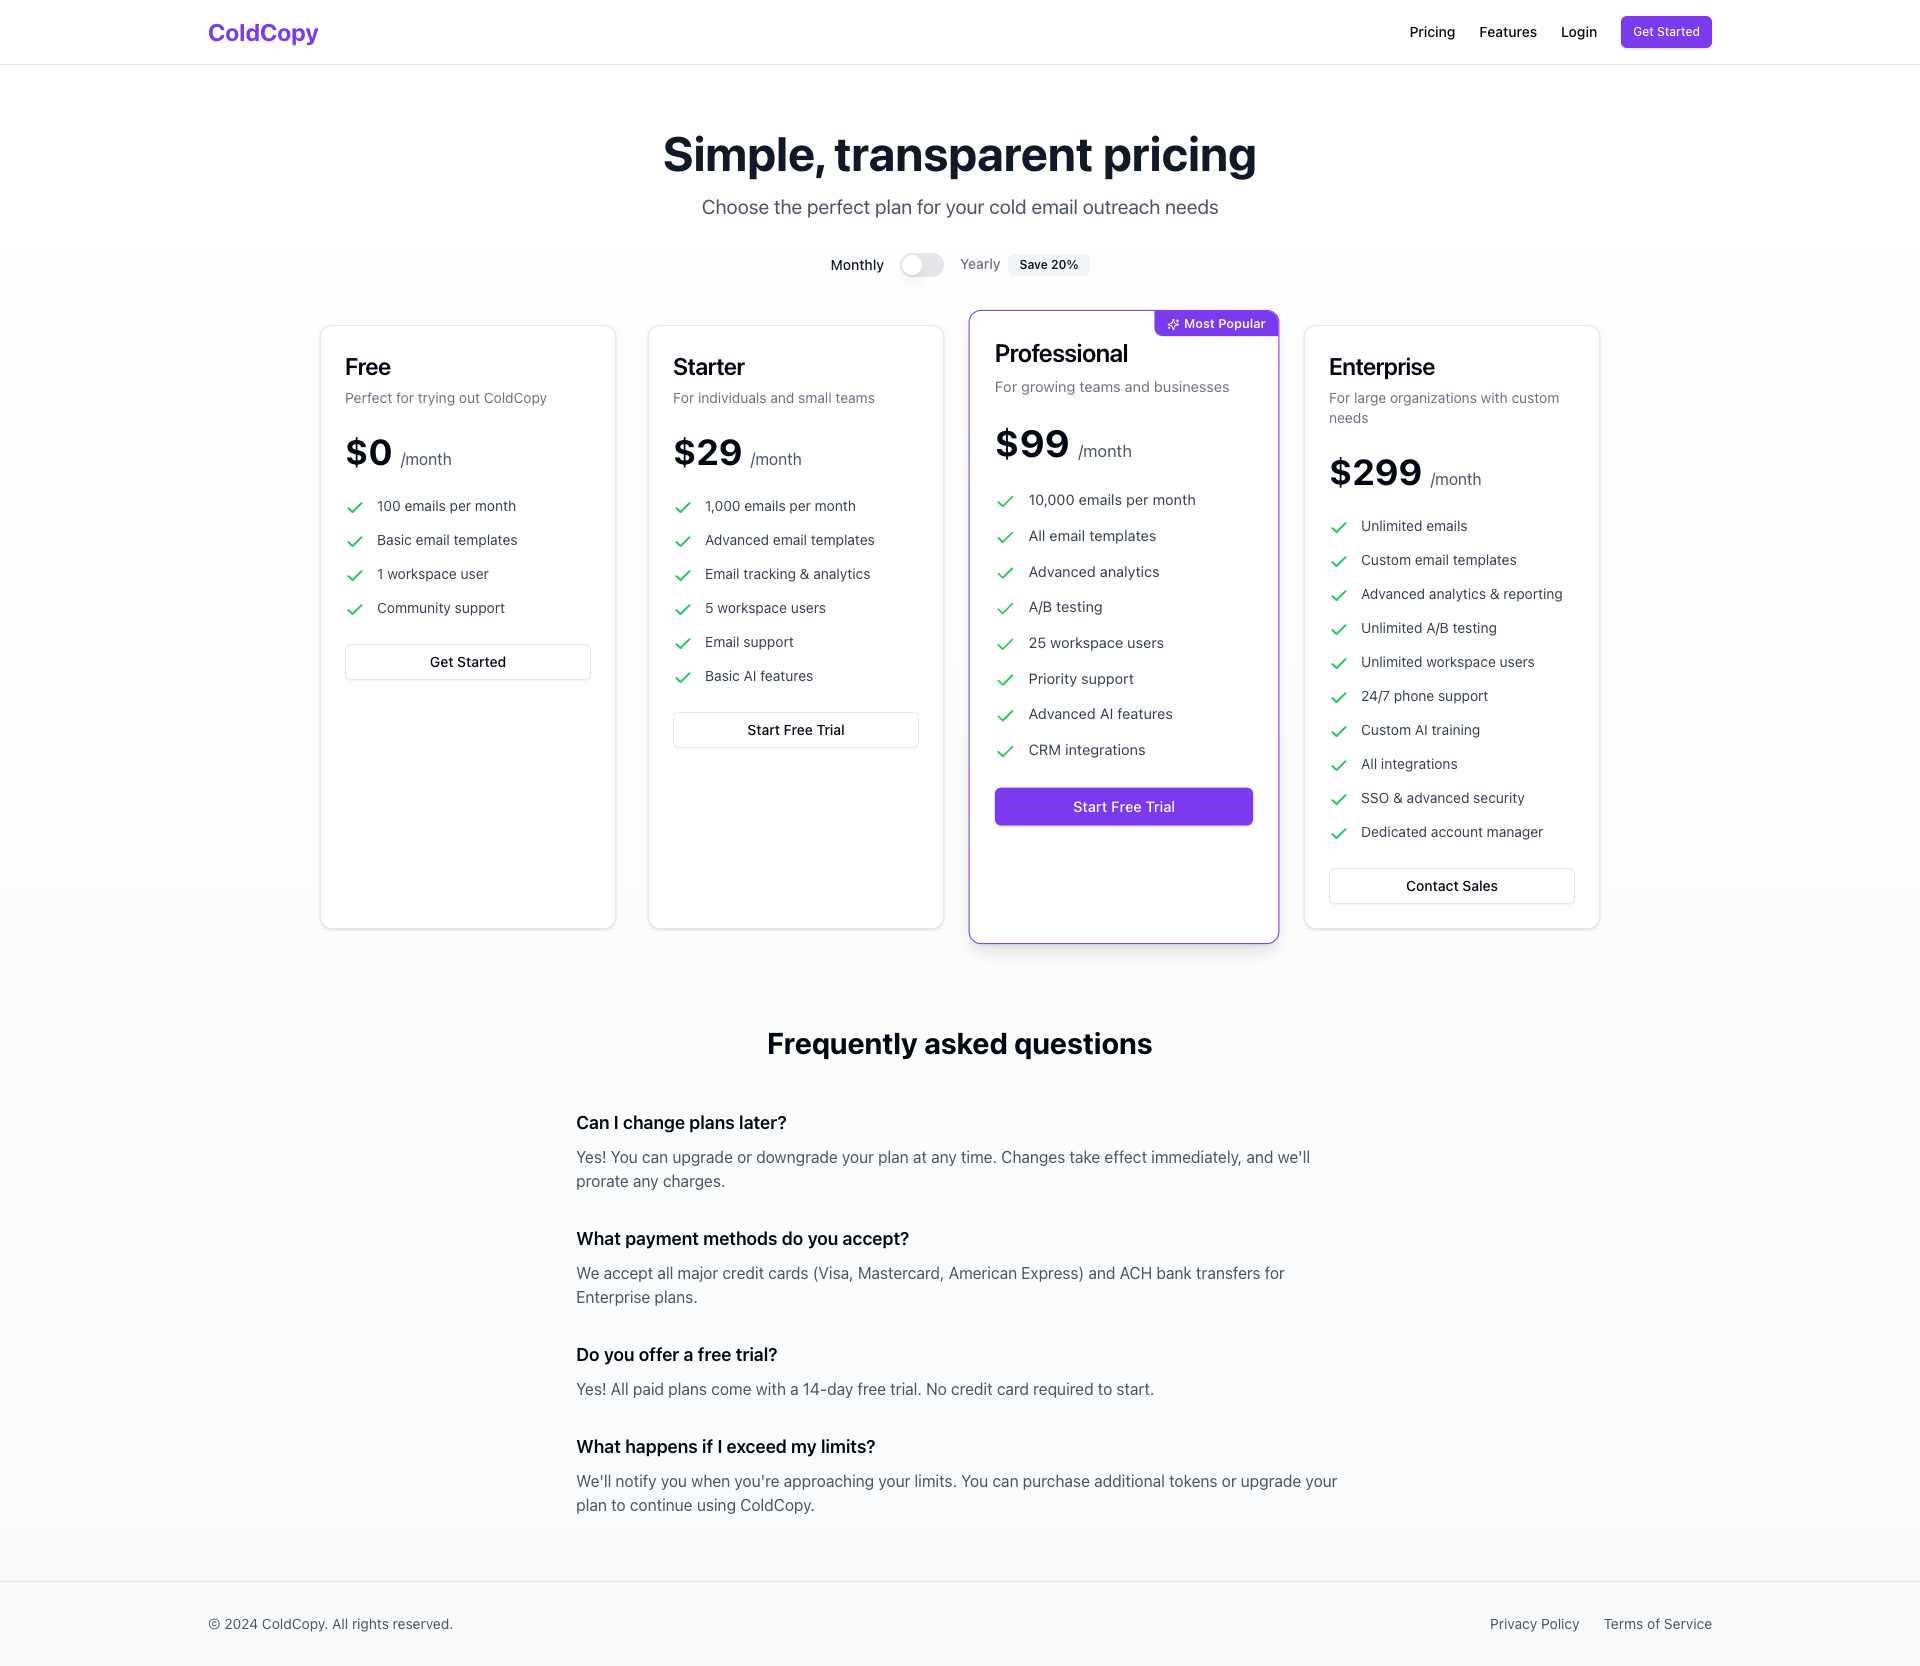 ColdCopy
Pricing Features Login Get Started
Simple, transparent pricing
Choose the perfect plan for your cold email outreach needs
Monthly Yearly Save 20%
Free
Perfect for trying out ColdCopy
$0 /month
100 emails per month
Basic email templates
1 workspace user
Community support
Get Started
Starter
For individuals and small teams
$29 /month
1,000 emails per month
Advanced email templates
Email tracking & analytics
5 workspace users
Email support
Basic AI features
Start Free Trial
Most Popular
Professional
For growing teams and businesses
$99 /month
10,000 emails per month
All email templates
Advanced analytics
A/B testing
25 workspace users
Priority support
Advanced AI features
CRM integrations
Start Free Trial
Enterprise
For large organizations with custom
needs
$299 /month
Unlimited emails
Custom email templates
Advanced analytics & reporting
Unlimited A/B testing
Unlimited workspace users
24/7 phone support
Custom AI training
All integrations
SSO & advanced security
Dedicated account manager
Contact Sales
Frequently asked questions
Can I change plans later?
Yes! You can upgrade or downgrade your plan at any time. Changes take effect immediately, and we'll
prorate any charges.
What payment methods do you accept?
We accept all major credit cards (Visa, Mastercard, American Express) and ACH bank transfers for
Enterprise plans.
Do you offer a free trial?
Yes! All paid plans come with a 14-day free trial. No credit card required to start.
What happens if I exceed my limits?
We'll notify you when you're approaching your limits. You can purchase additional tokens or upgrade your
plan to continue using ColdCopy.
© 2024 ColdCopy. All rights reserved.
Privacy Policy Terms of Service